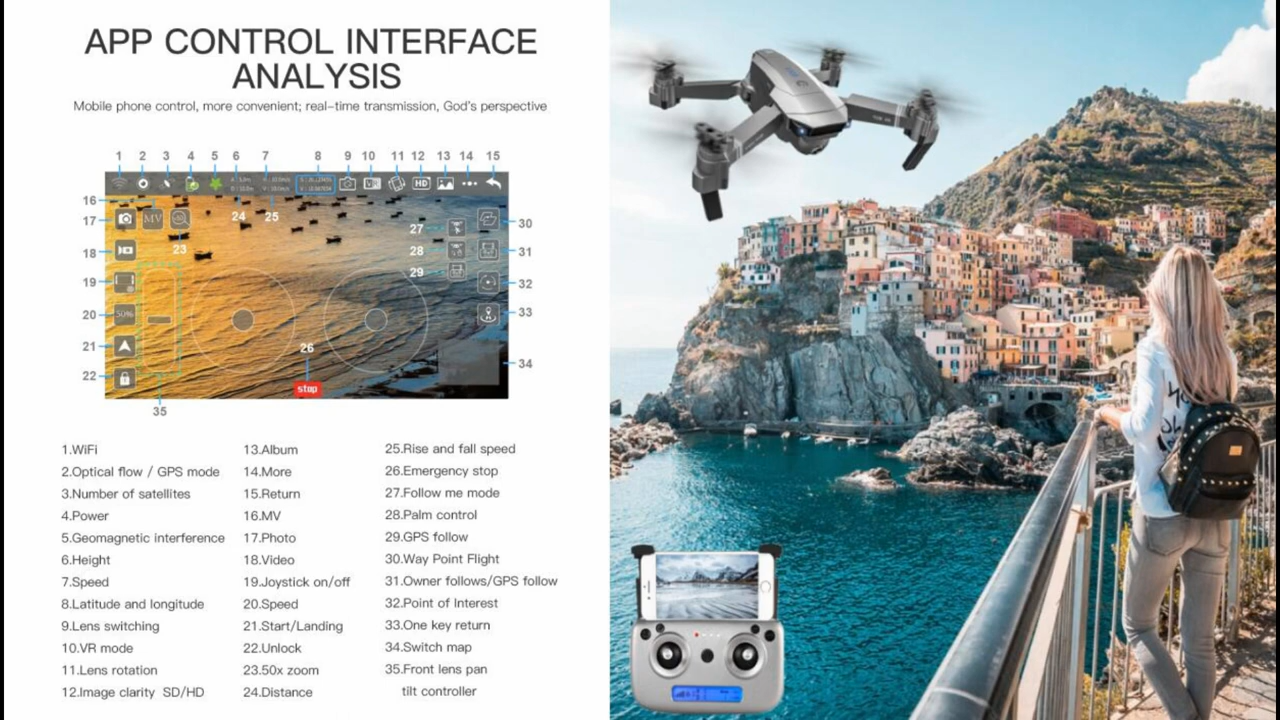 APP CONTROL INTERFACE
ANALYSIS
Mobile phone control, more convenient; real-time transmission, God's perspective
1 2 3 4 5 6 7 8 9 10 11 12 13 14 15
VR HD
16
17
MV
24 25
23
18
19
20
50%
21
22
27
28
29
30
31
32
33
34
26
stop
35
1.WiFi
2.Optical flow / GPS mode
3.Number of satellites
4.Power
5.Geomagnetic interference
6.Height
7.Speed
8.Latitude and longitude
9.Lens switching
10.VR mode
11.Lens rotation
12.Image clarity SD/HD
13.Album
14.More
15.Return
16.MV
17.Photo
18.Video
19.Joystick on/off
20.Speed
21.Start/Landing
22.Unlock
23.50x zoom
24.Distance
25.Rise and fall speed
26.Emergency stop
27.Follow me mode
28.Palm control
29.GPS follow
30.Way Point Flight
31.Owner follows/GPS follow
32.Point of Interest
33.One key return
34.Switch map
35.Front lens pan
tilt controller